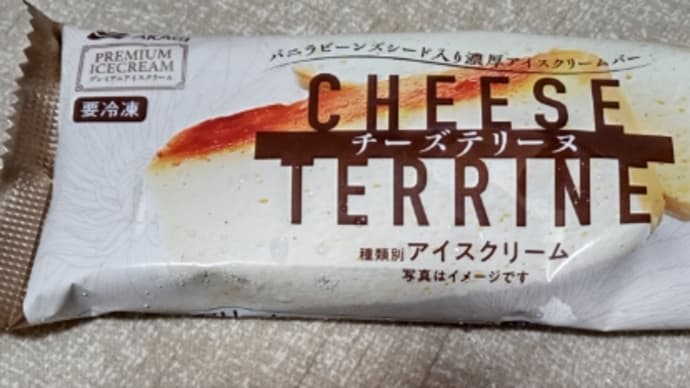 AKAGI
PREMIUM
ICECREAM
プレミアムアイスクリーム
要冷凍
バニラビーンズシード入り濃厚アイスクリームバー
CHEESE
チーズテリーヌ
TERRINE
種類別 アイスクリーム
写真はイメージです